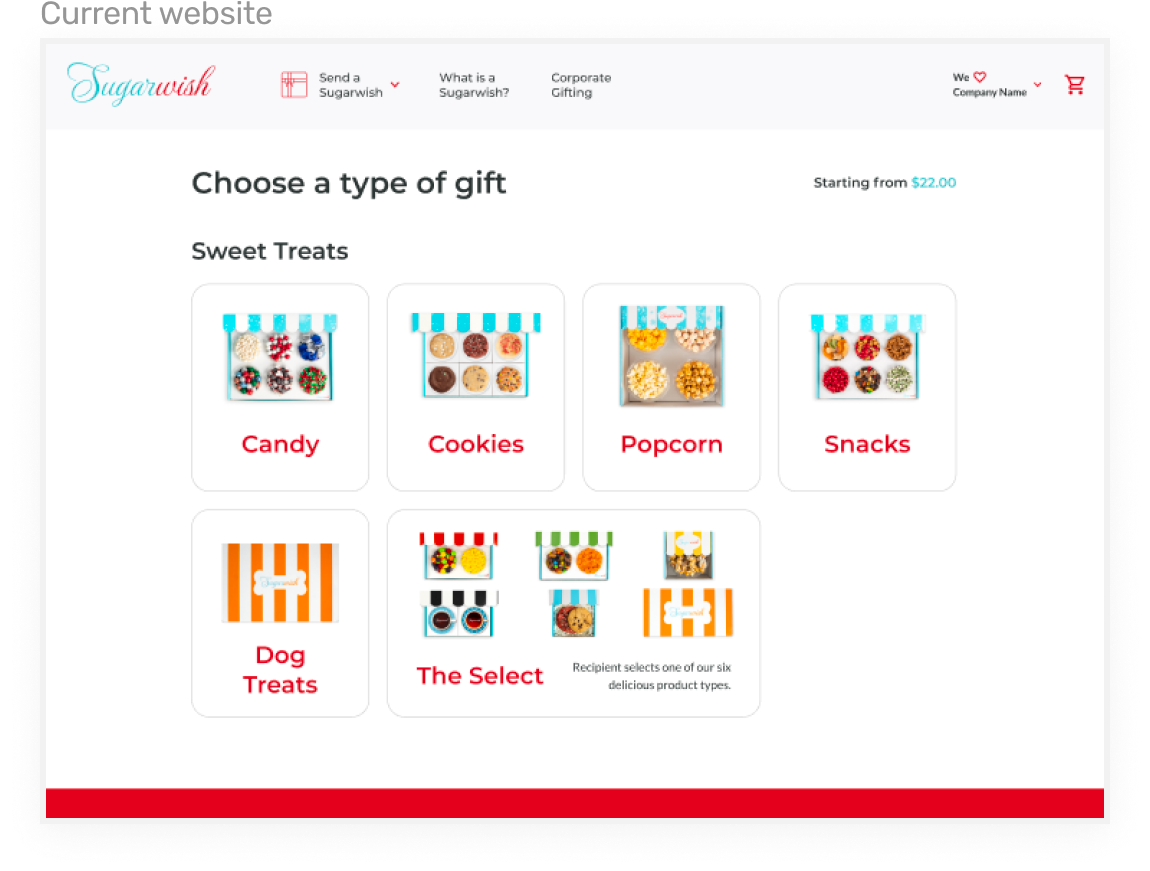 Current website
Sugarwish
Send a
Sugarwish
What is a
Sugarwish?
Corporate
Gifting
We
Company Name
Choose a type of gift
Starting from $22.00
Sweet Treats
Candy
Cookies
Popcorn
Snacks
Dog
Treats
The Select
Recipient selects one of our six
delicious product types.